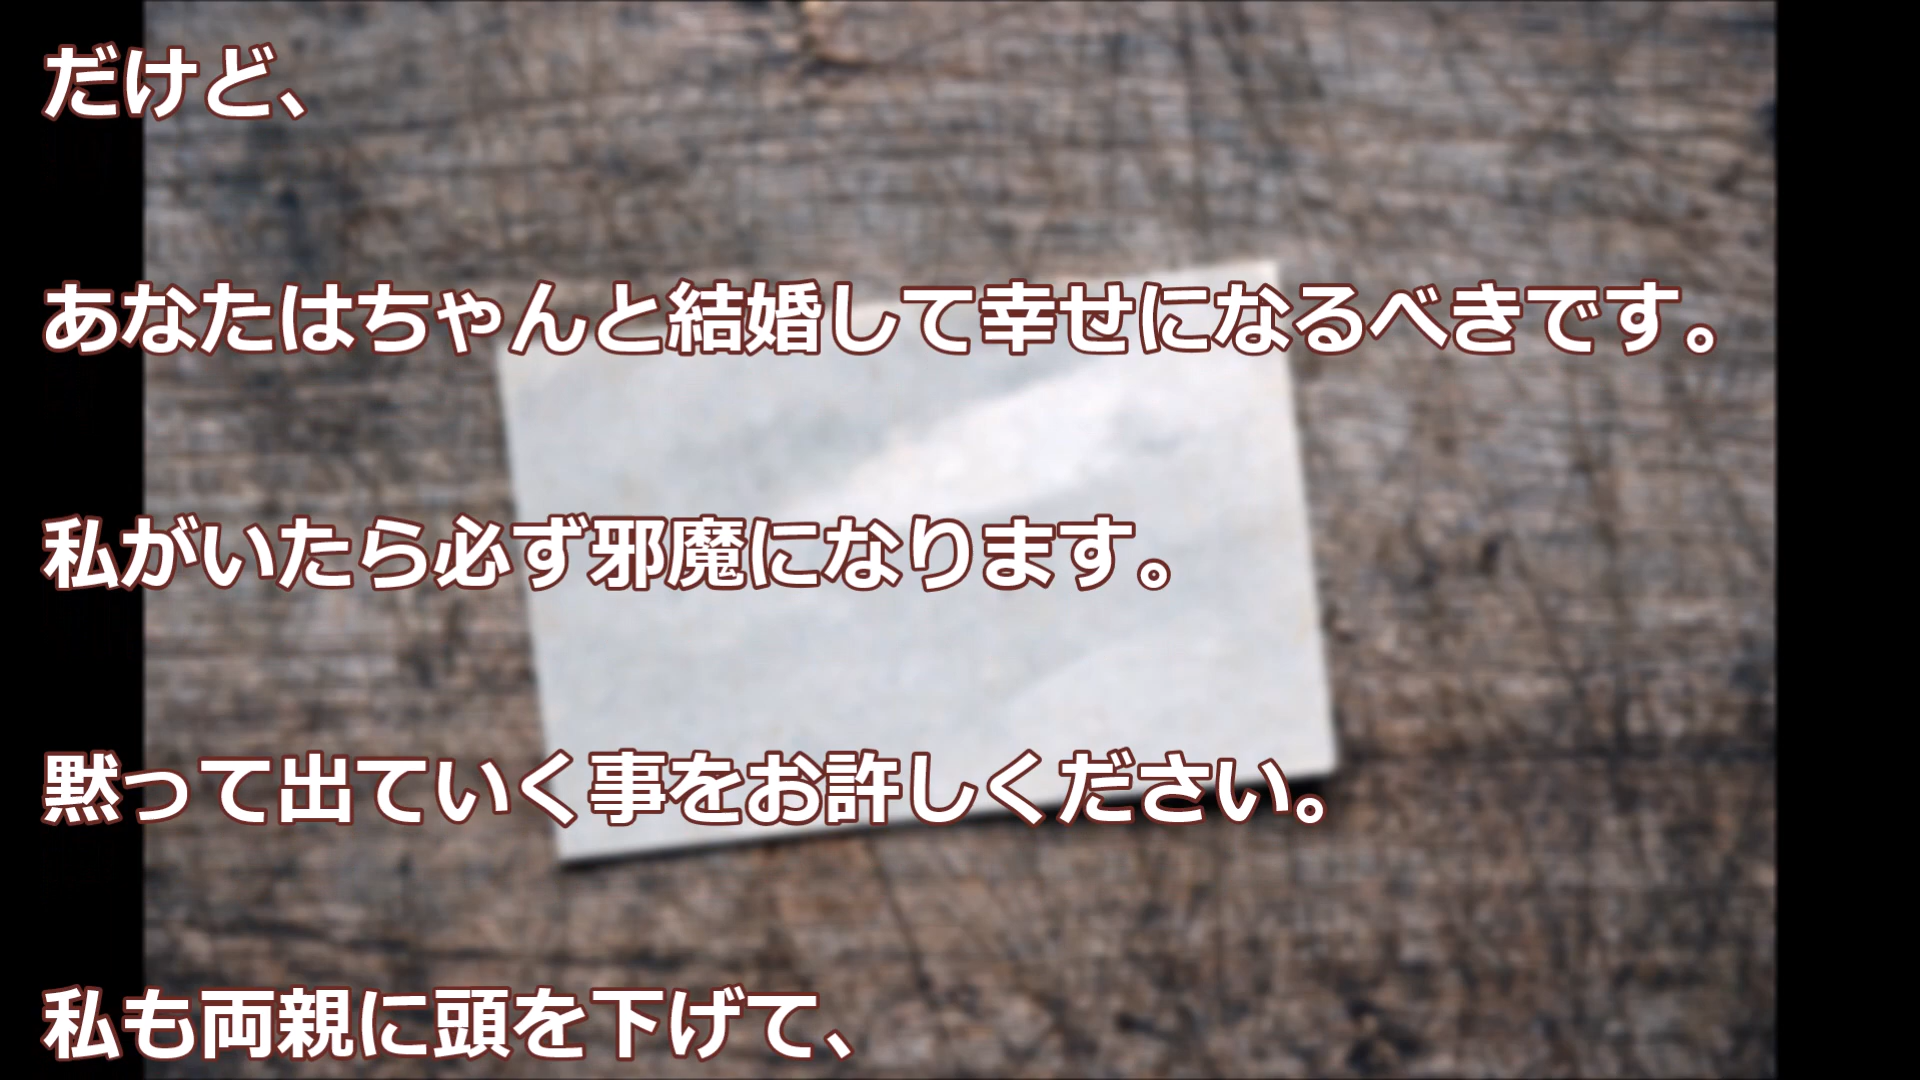 だけど、
あなたはちゃんと結婚して幸せになるべきです。
私がいたら必ず邪魔になります。
黙って出ていく事をお許しください。
私も両親に頭を下げて、